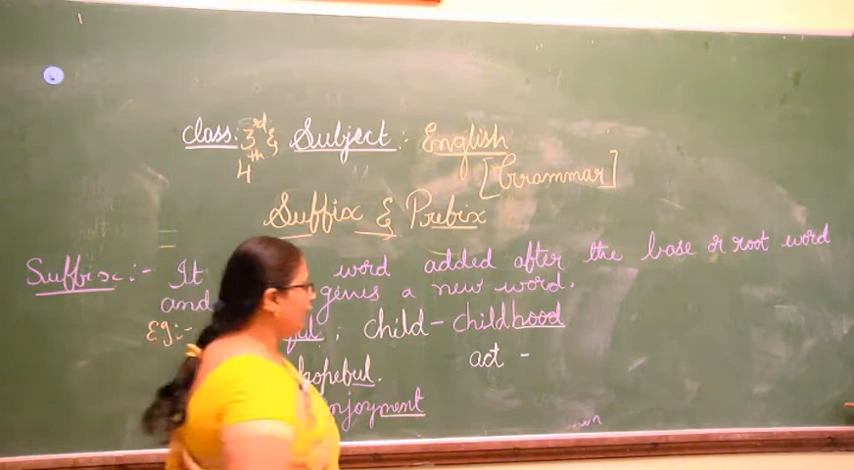 Class: 3rd & Subject:- English
4th [Grammar]
Suffix & Prebix
Suffix:- It word added after the base or root word
and gives a new word.
Eg:- ful; child - childhood
hopeful. act -
enjoyment